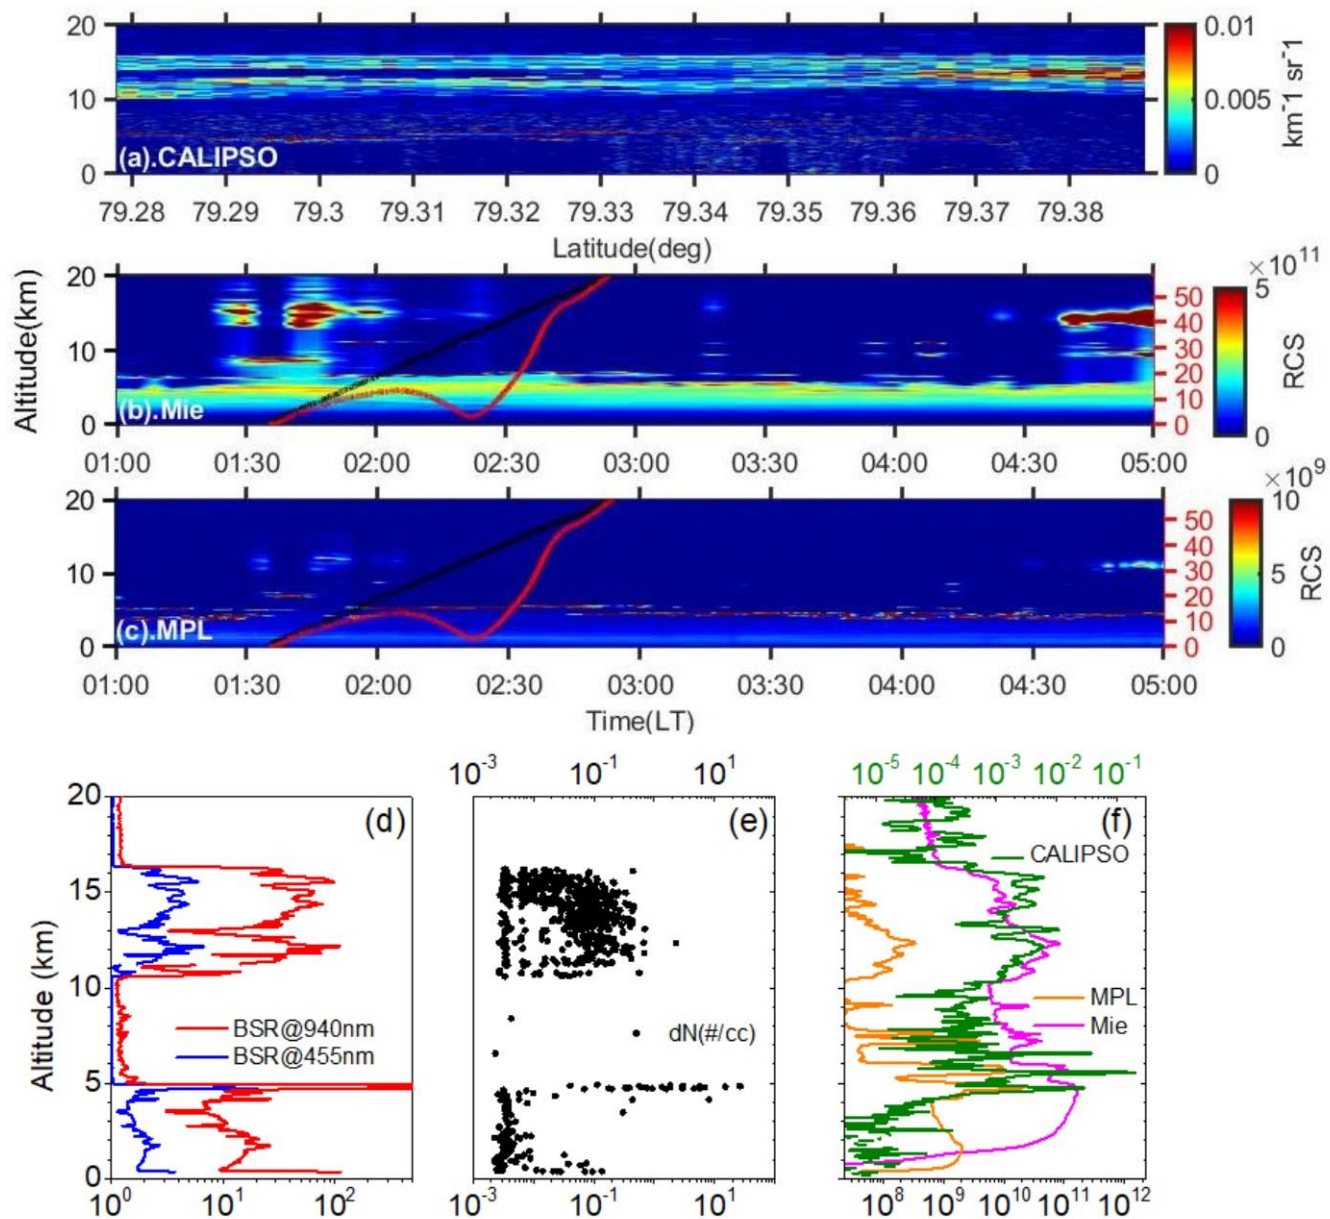 20
10
0
(a).CALIPSO
0.01
0.005
0
km⁻¹ sr⁻¹
79.28 79.29 79.3 79.31 79.32 79.33 79.34 79.35 79.36 79.37 79.38
Latitude(deg)
Altitude(km)
20
10
0
(b).Mie
50
40
30
20
10
0
×10¹¹
5
0
RCS
01:00 01:30 02:00 02:30 03:00 03:30 04:00 04:30 05:00
20
10
0
(c).MPL
50
40
30
20
10
0
×10⁹
10
5
0
RCS
01:00 01:30 02:00 02:30 03:00 03:30 04:00 04:30 05:00
Time(LT)
Altitude (km)
20
15
10
5
0
(d)
BSR@940nm
BSR@455nm
10⁰ 10¹ 10²
10⁻³ 10⁻¹ 10¹
(e)
dN(#/cc)
10⁻³ 10⁻¹ 10¹
10⁻⁵ 10⁻⁴ 10⁻³ 10⁻² 10⁻¹
(f)
CALIPSO
MPL
Mie
10⁸ 10⁹ 10¹⁰ 10¹¹ 10¹²